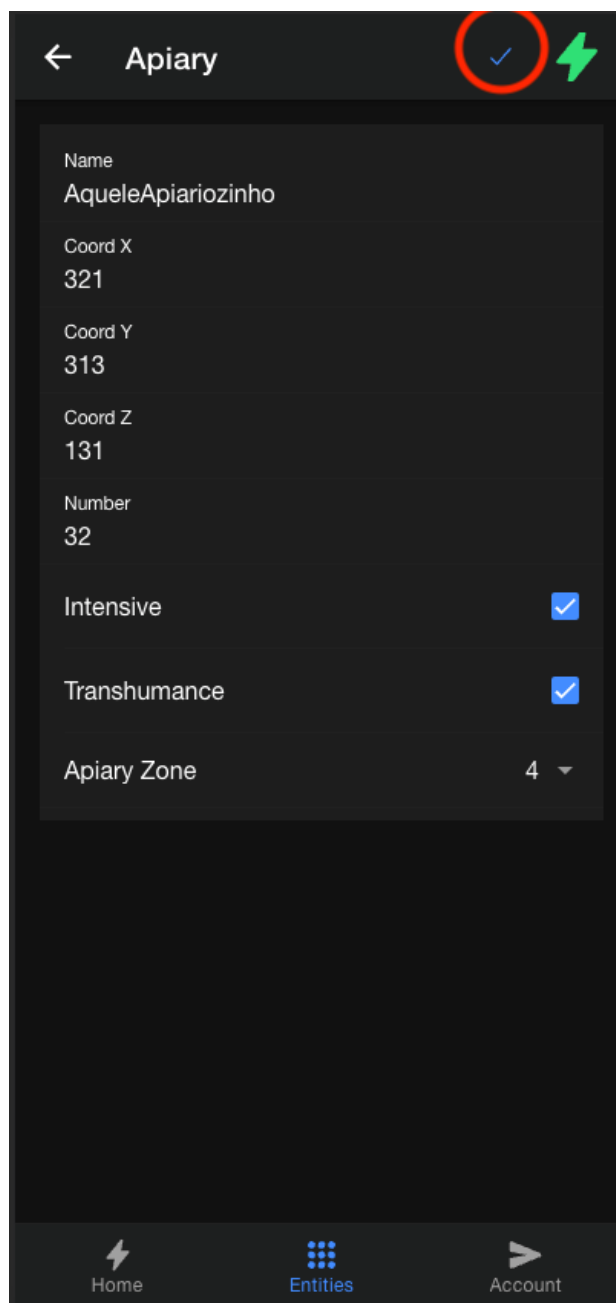 Apiary
Name
AqueleApiariozinho
Coord X
321
Coord Y
313
Coord Z
131
Number
32
Intensive
Transhumance
Apiary Zone 4
Home Entities Account